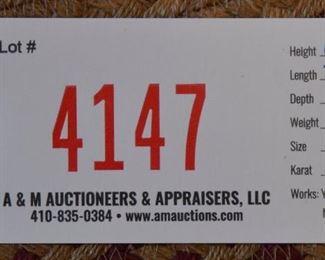 Lot #
4147
A & M AUCTIONEERS & APPRAISERS, LLC
410-835-0384 • www.amauctions.com
Height
Length
Depth
Weight
Size
Karat
Works: